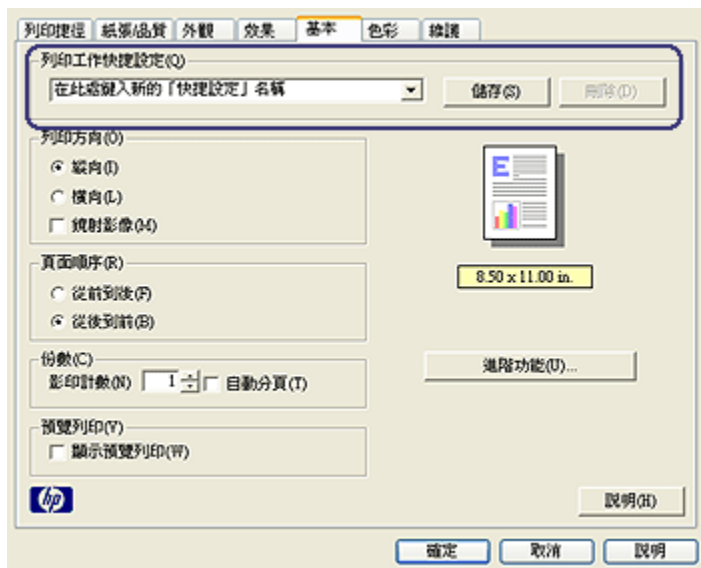 列印捷徑 紙張/品質 外觀 效果 基本 色彩 維護
列印工作快捷設定(Q)
在此處鍵入新的「快捷設定」名稱 儲存(S) 刪除(D)
列印方向(O)
縱向(I)
橫向(L)
鏡射影像(M)
E
頁面順序(R)
從前到後(F)
從後到前(B)
8.50 x 11.00 in.
份數(C)
影印計數(N) 1 自動分頁(T)
進階功能(U)...
預覽列印(Y)
顯示預覽列印(W)
hp 說明(H)
確定 取消 說明